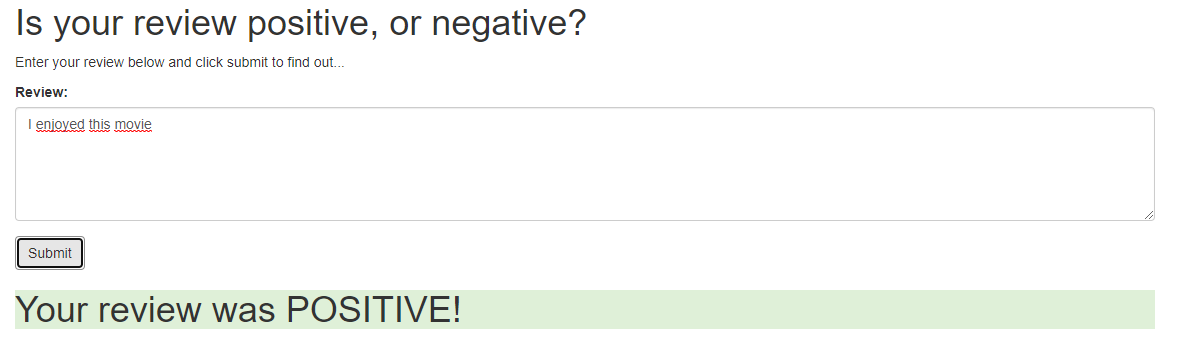 Is your review positive, or negative?
Enter your review below and click submit to find out...
Review:
I enjoyed this movie
Submit
Your review was POSITIVE!